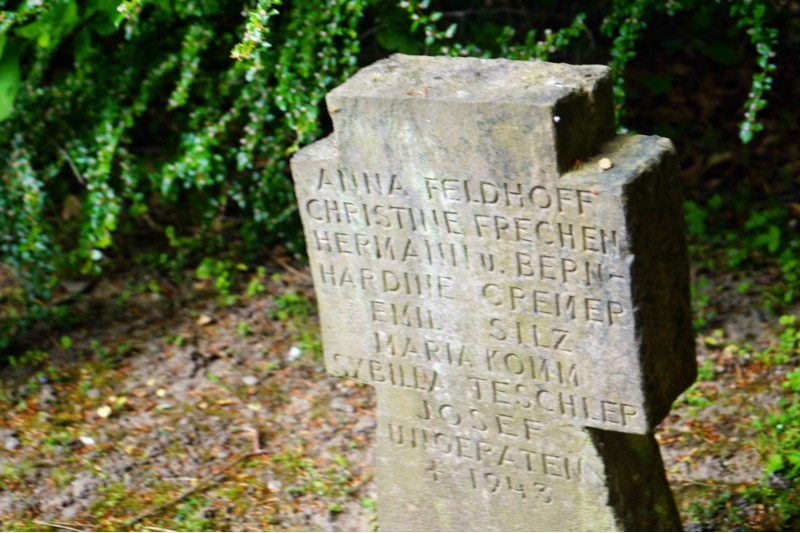 ANNA FELDHOFF
CHRISTINE FRECHEN
HERMANN U. BERN-
HARDINE CREMER
EMIL SILZ
MARIA KOMM
SYBILLA TESCHLER
JOSEF
UNGERATEN
+ 1943